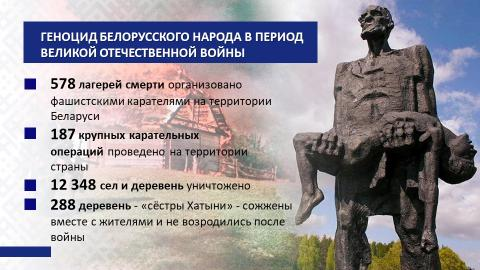 ГЕНОЦИД БЕЛОРУССКОГО НАРОДА В ПЕРИОД
ВЕЛИКОЙ ОТЕЧЕСТВЕННОЙ ВОЙНЫ
578 лагерей смерти организовано
фашистскими карателями на территории
Беларуси
187 крупных карательных
операций проведено на территории
страны
12 348 сел и деревень уничтожено
288 деревень - «сёстры Хатыни» - сожжены
вместе с жителями и не возродились после
войны